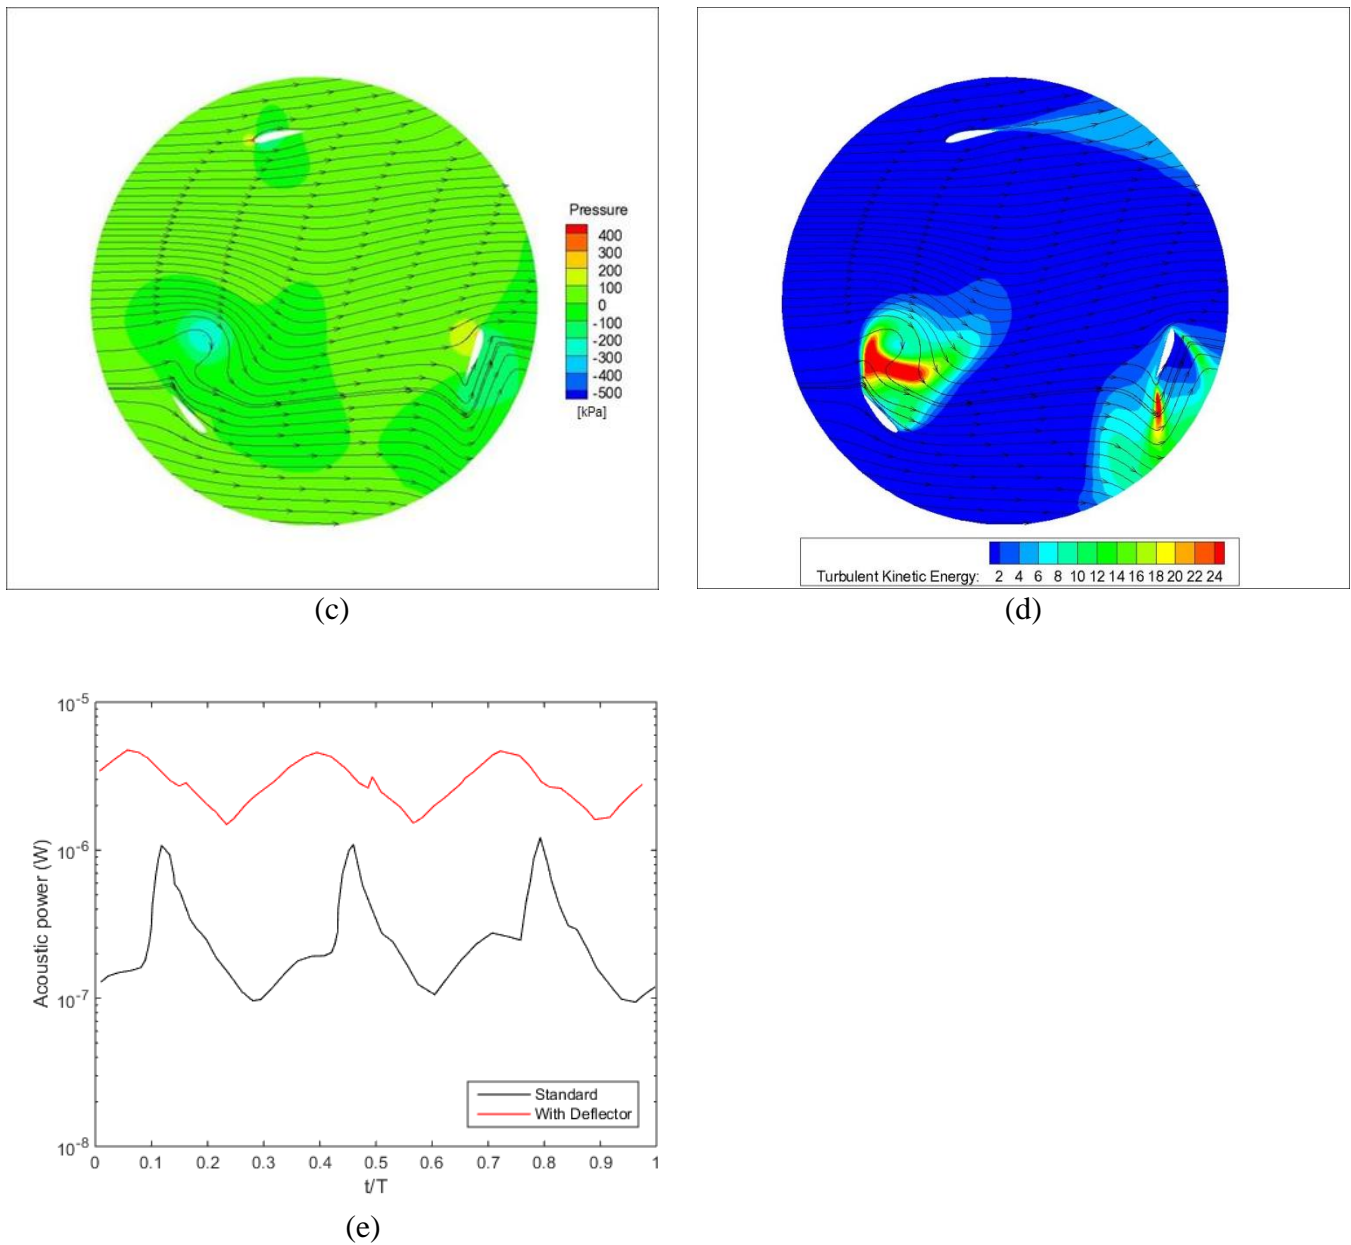 Pressure
400
300
200
100
0
-100
-200
-300
-400
-500
[kPa]
Turbulent Kinetic Energy: 2 4 6 8 10 12 14 16 18 20 22 24
(c)
(d)
10-5
10-6
10-7
10-8
Acoustic power (W)
Standard
With Deflector
0 0.1 0.2 0.3 0.4 0.5 0.6 0.7 0.8 0.9 1
t/T
(e)